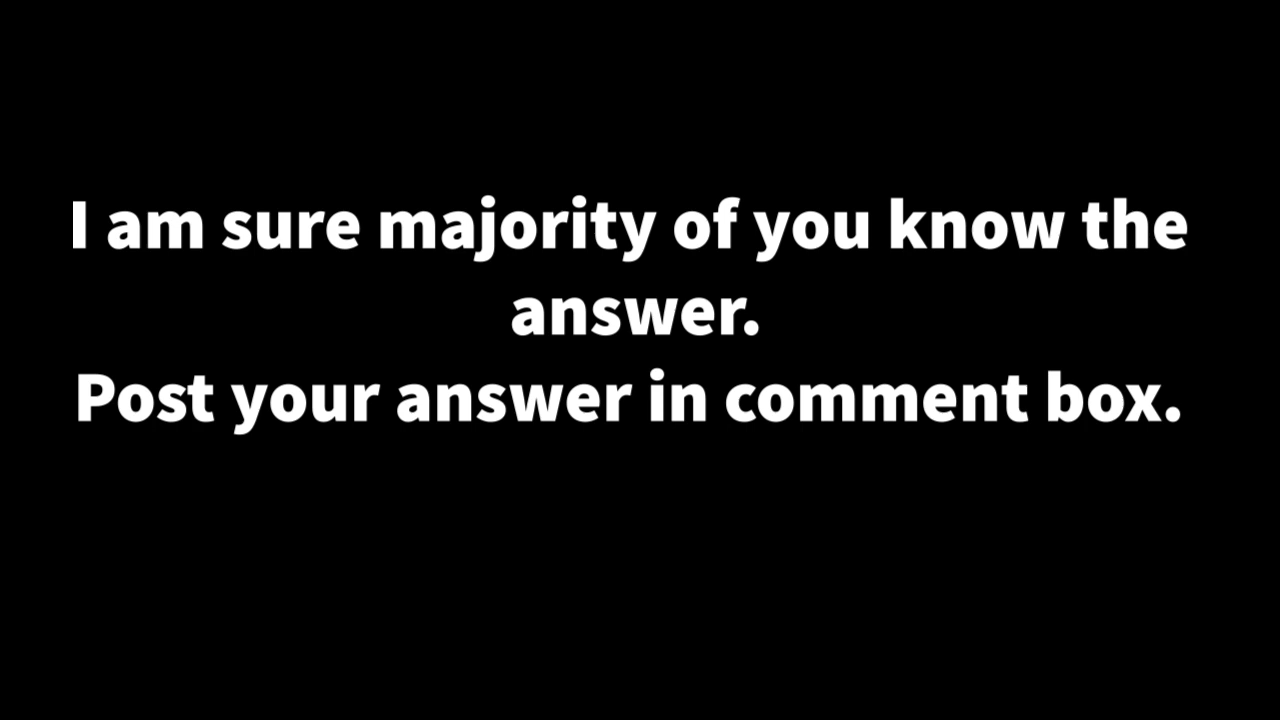 I am sure majority of you know the
answer.
Post your answer in comment box.